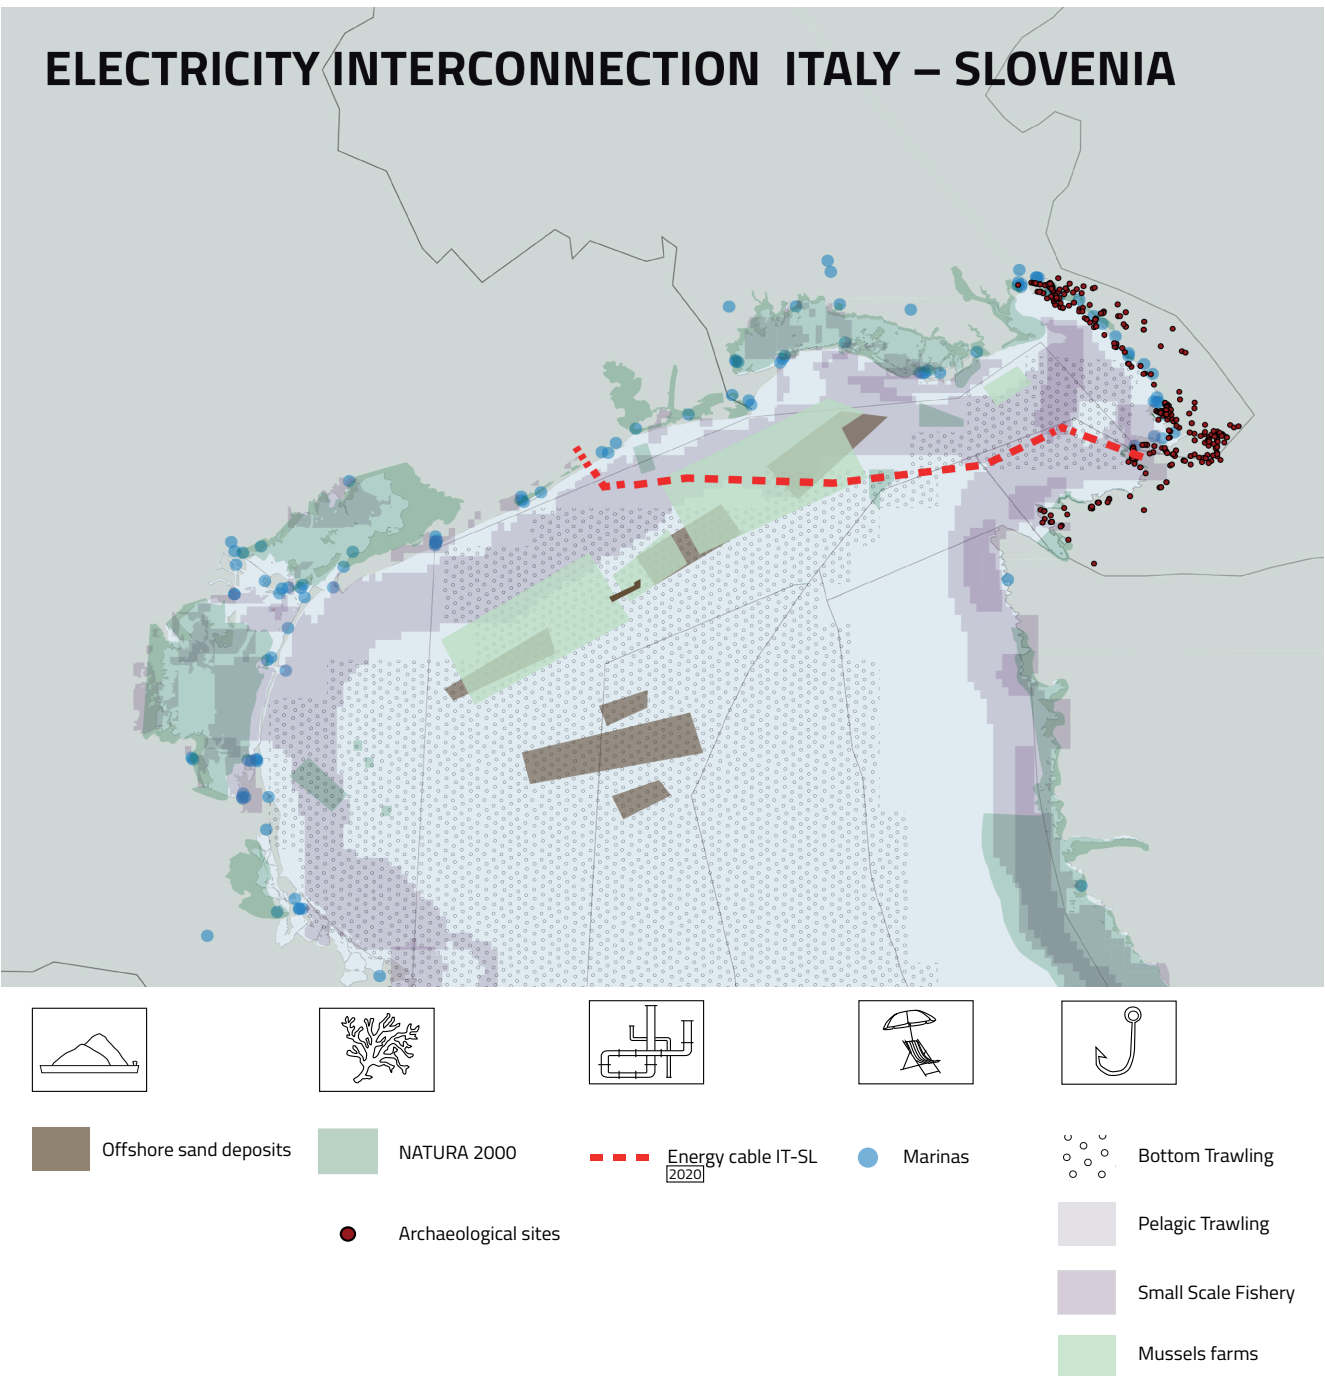 ELECTRICITY INTERCONNECTION ITALY – SLOVENIA
Offshore sand deposits
NATURA 2000
Energy cable IT-SL
2020
Marinas
Bottom Trawling
Archaeological sites
Pelagic Trawling
Small Scale Fishery
Mussels farms